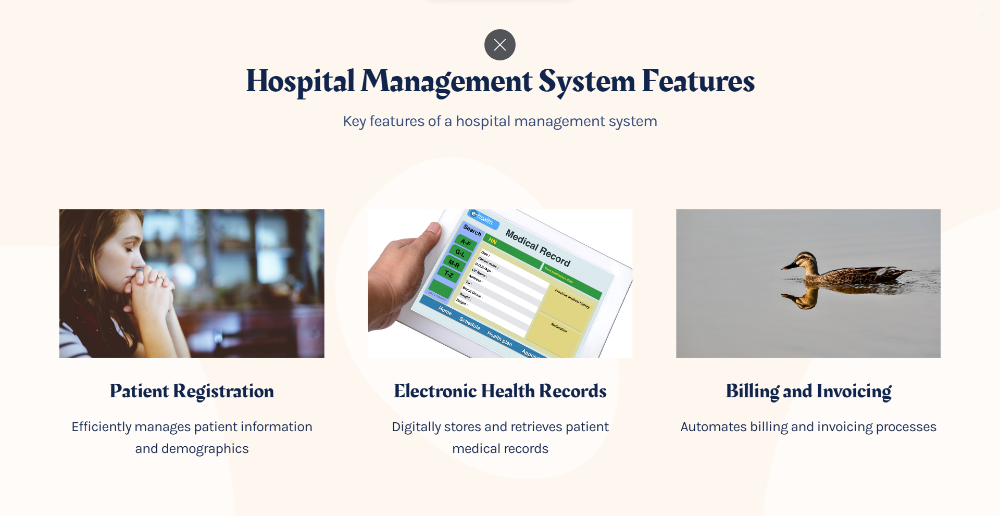 Hospital Management System Features
Key features of a hospital management system
e-health
Medical Record
Search
A-F
G-L
M-R
T-Z
Type a character
HN
First admission date
Date :
Patient name :
D.O.B./Age :
GP Name :
Address :
Tel :
Blood Group :
Weight :
Height :
Previous medical history
Medication
Home
Schedule
Health plan
Patient Registration
Efficiently manages patient information
and demographics
Electronic Health Records
Digitally stores and retrieves patient
medical records
Billing and Invoicing
Automates billing and invoicing processes